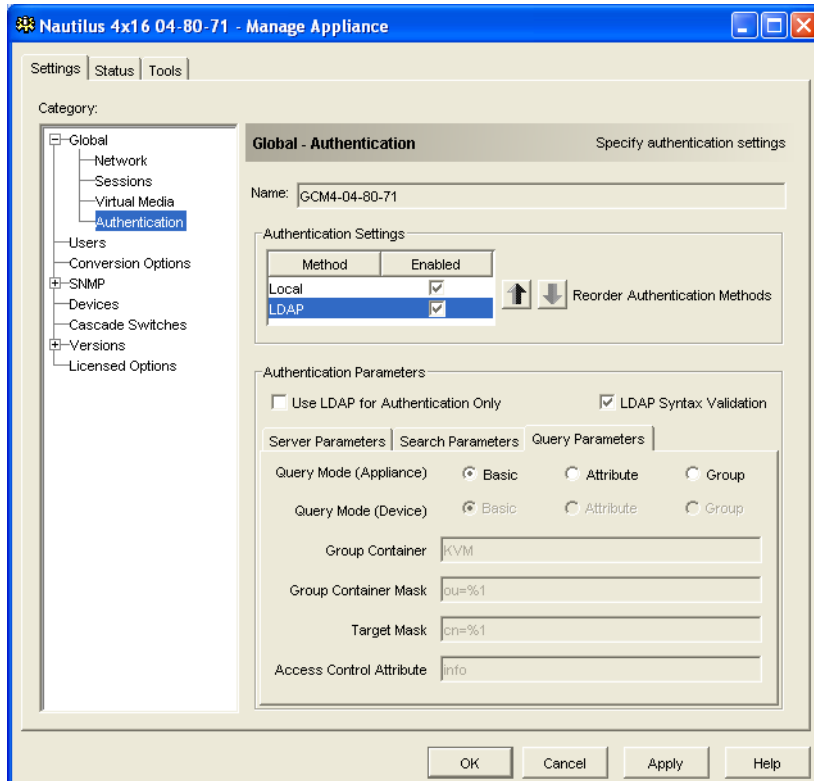 Nautilus 4x16 04-80-71 - Manage Appliance
Settings Status Tools
Category:
Global
Network
Sessions
Virtual Media
Authentication
Users
Conversion Options
SNMP
Devices
Cascade Switches
Versions
Licensed Options
Global - Authentication Specify authentication settings
Name: GCM4-04-80-71
Authentication Settings
Method Enabled
Local
LDAP
Reorder Authentication Methods
Authentication Parameters
Use LDAP for Authentication Only LDAP Syntax Validation
Server Parameters Search Parameters Query Parameters
Query Mode (Appliance) Basic Attribute Group
Query Mode (Device) Basic Attribute Group
Group Container KVM
Group Container Mask ou=%1
Target Mask cn=%1
Access Control Attribute info
OK Cancel Apply Help